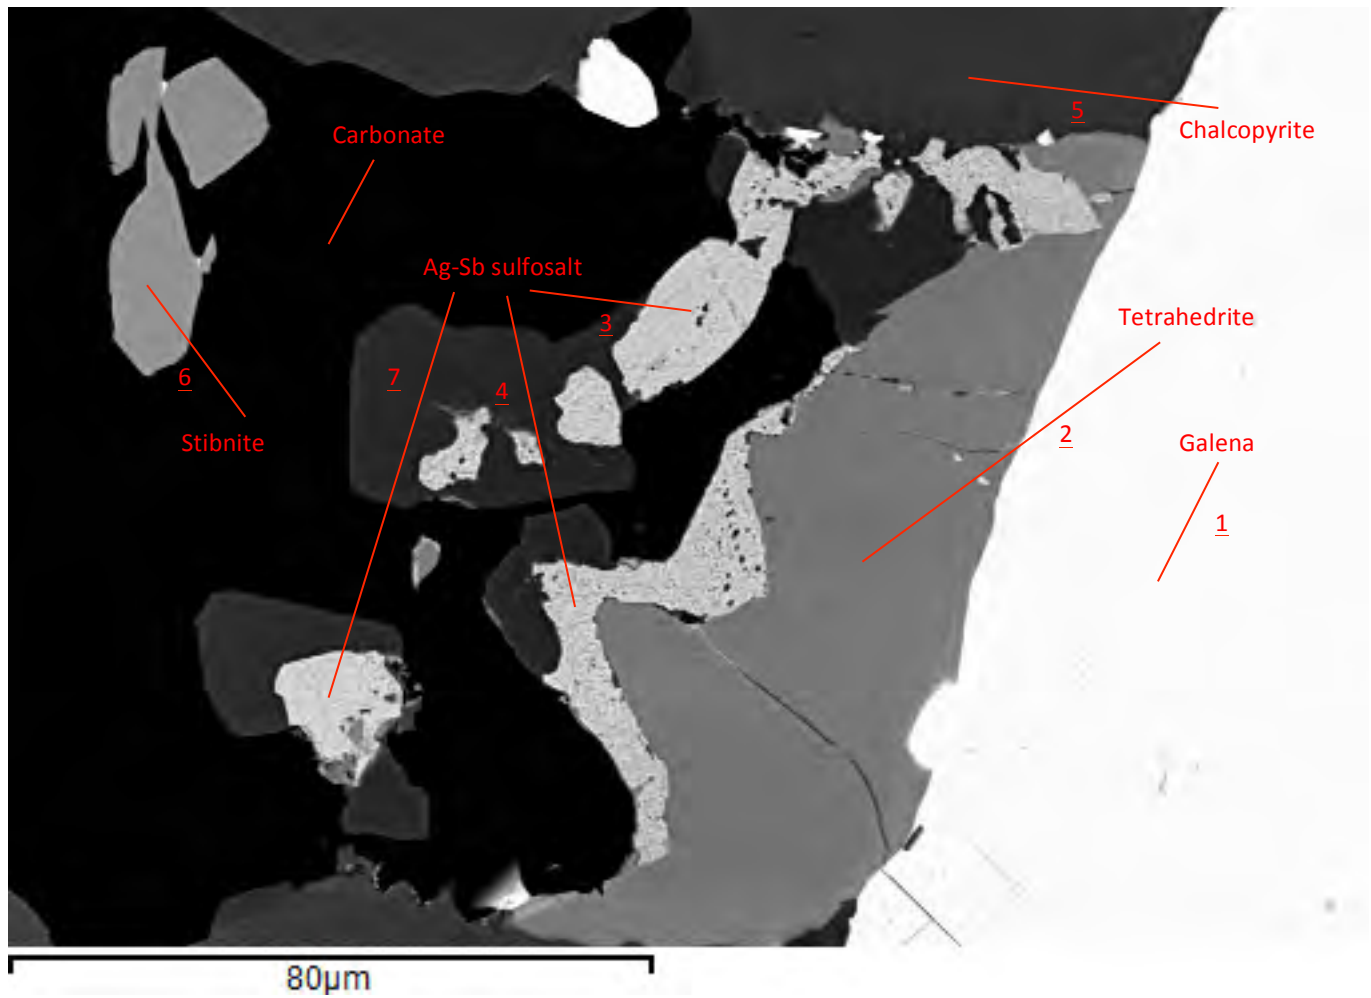 5
Chalcopyrite
Carbonate
Ag-Sb sulfosalt
3
Tetrahedrite
7
4
6
Stibnite
2
Galena
1
80µm